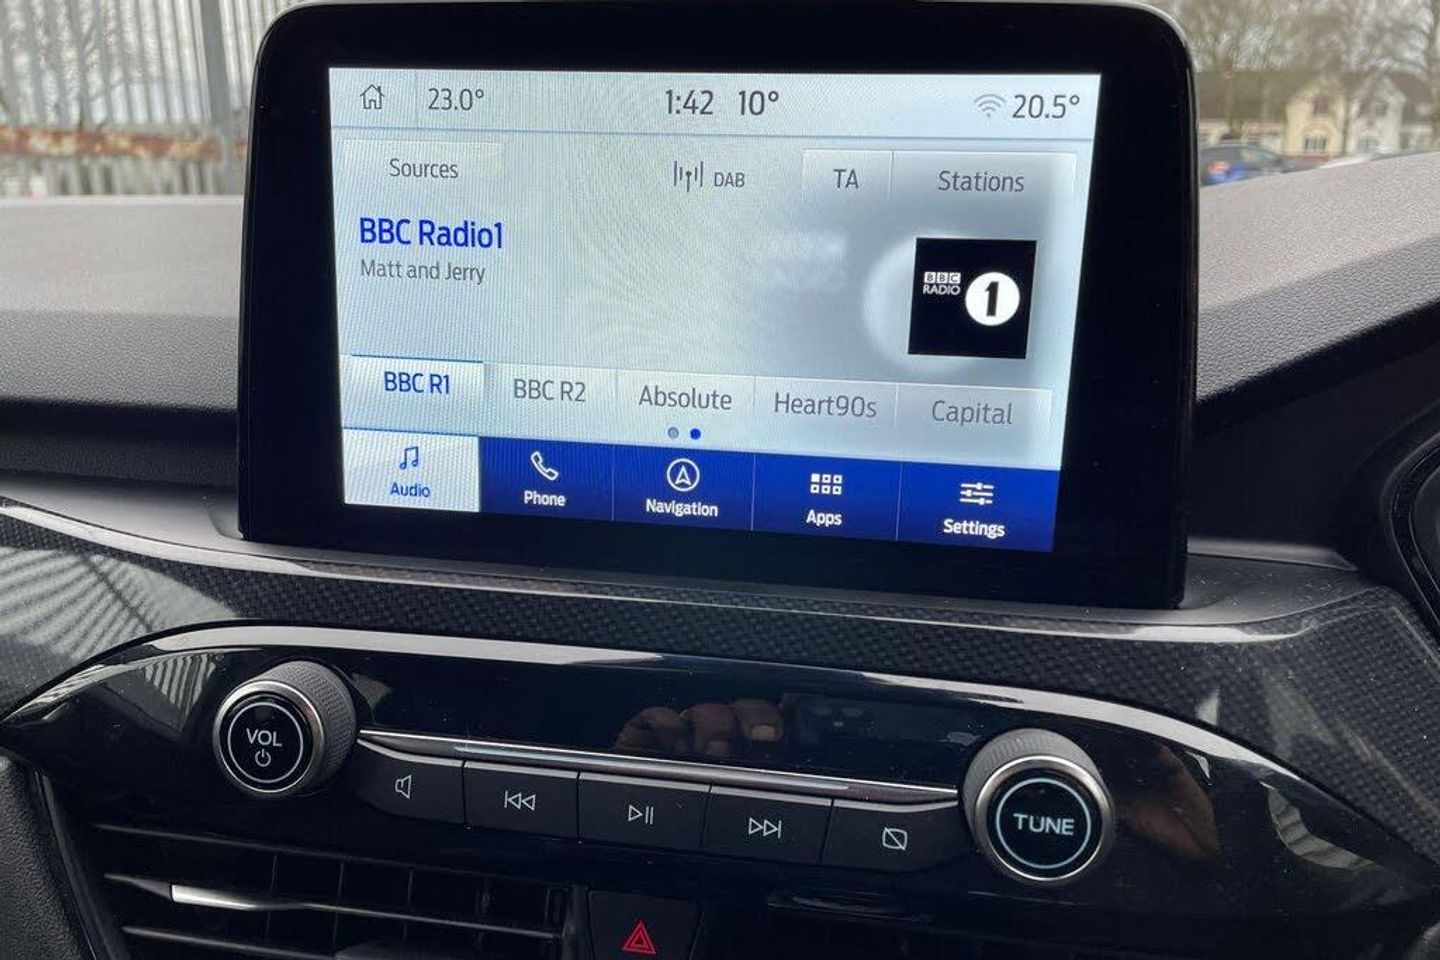 23.0° 1:42 10° 20.5°
Sources DAB TA Stations
BBC Radio1
Matt and Jerry
BBC
RADIO 1
BBC R1 BBC R2 Absolute Heart90s Capital
Audio Phone Navigation Apps Settings
VOL
TUNE